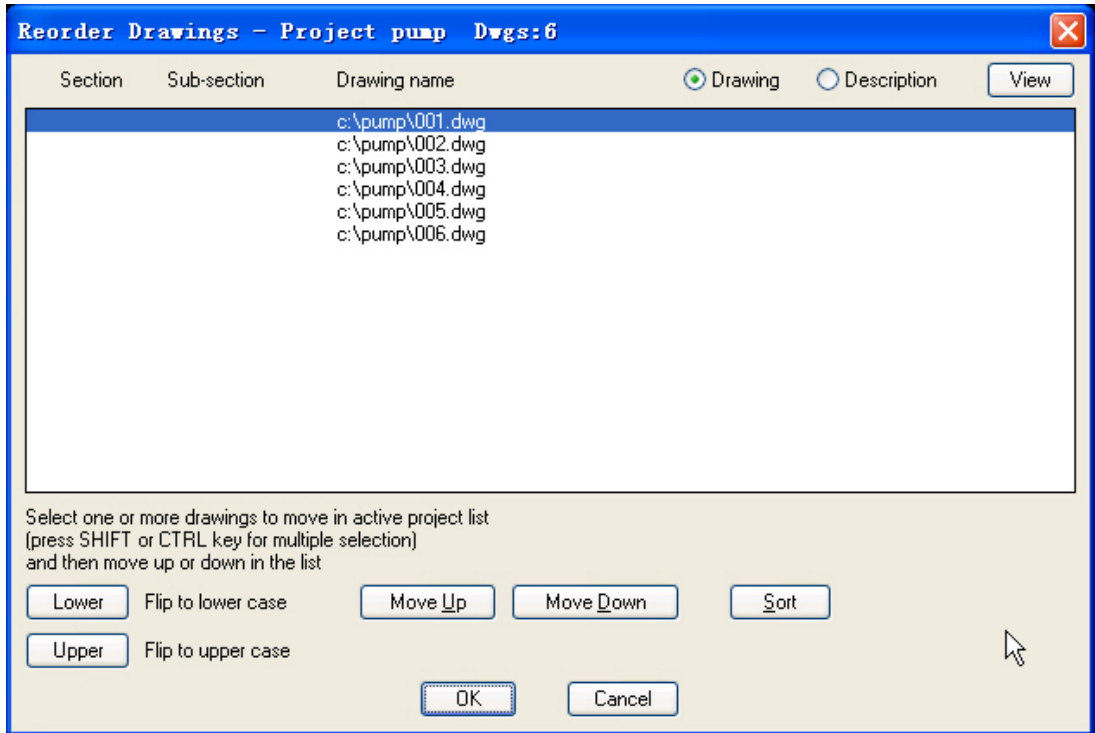 Reorder Drawings - Project pump Dwgs:6
Section Sub-section Drawing name Drawing Description View
c:\pump\001.dwg
c:\pump\002.dwg
c:\pump\003.dwg
c:\pump\004.dwg
c:\pump\005.dwg
c:\pump\006.dwg
Select one or more drawings to move in active project list
(press SHIFT or CTRL key for multiple selection)
and then move up or down in the list
Lower Flip to lower case Move Up Move Down Sort
Upper Flip to upper case
OK Cancel